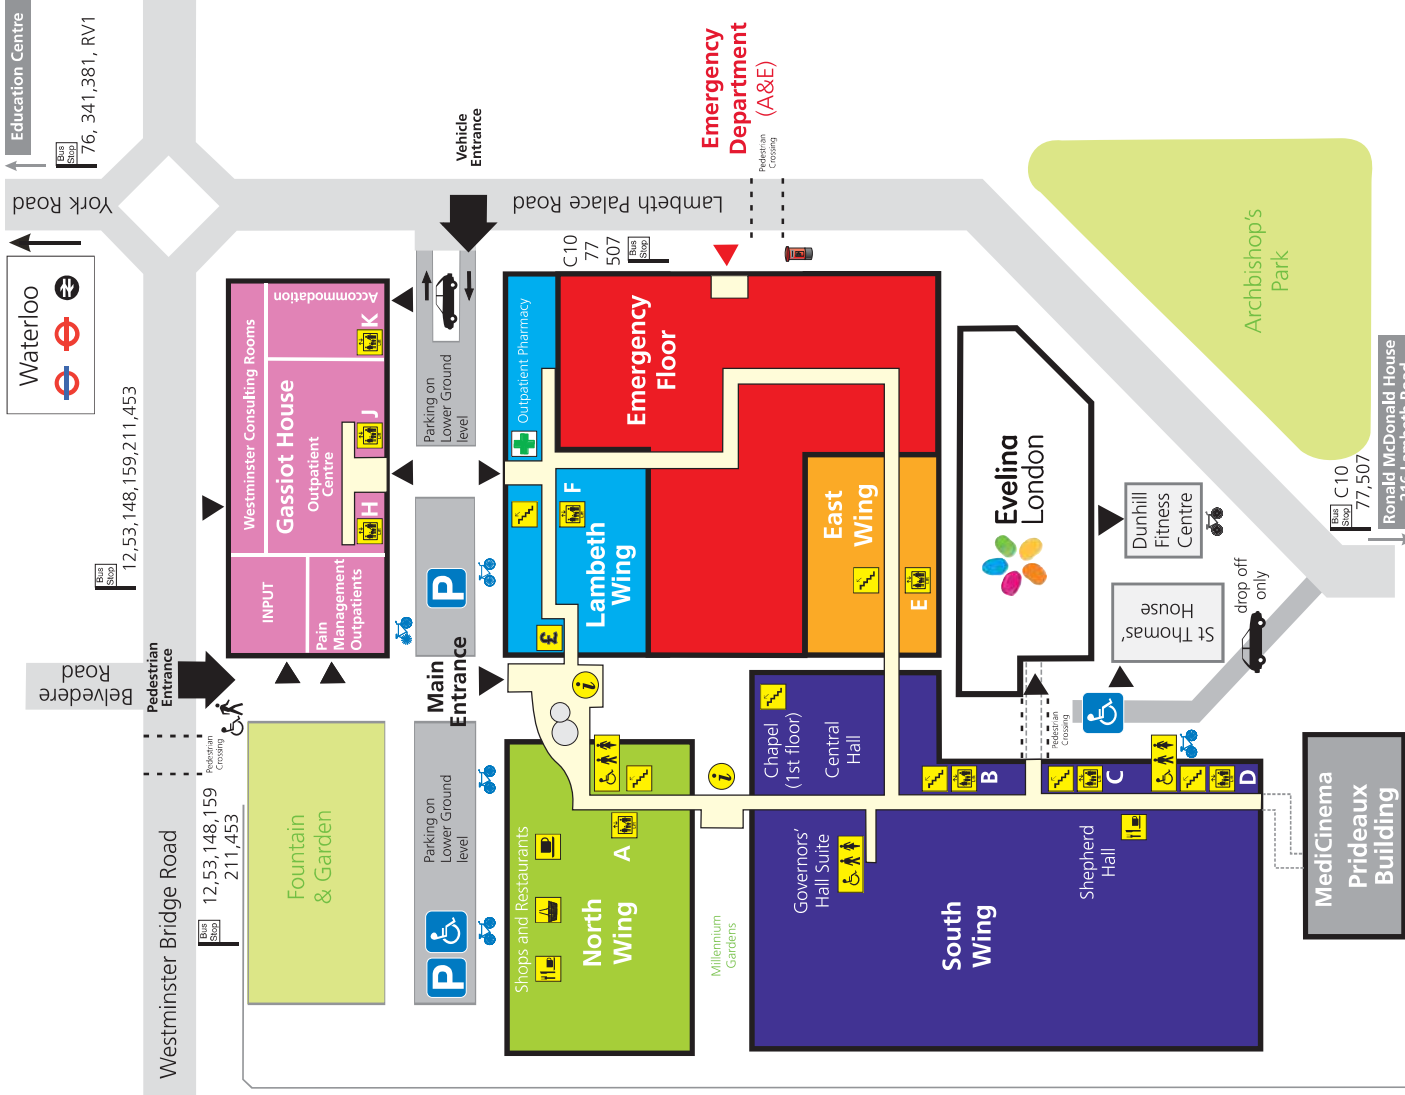 Education Centre
76, 341,381, RV1
Bus
Stop
York Road
Waterloo
12,53,148,159,211,453
Bus
Stop
Belvedere
Road
Pedestrian
Entrance
Pedestrian
Crossing
12,53,148,159
211,453
Bus
Stop
Westminster Bridge Road
Fountain
& Garden
Westminster Consulting Rooms
Accommodation
K
Gassiot House
Outpatient
Centre
J
H
INPUT
Pain
Management
Outpatients
Vehicle
Entrance
Parking on
Lower Ground
level
P
Main
Entrance
Parking on
Lower Ground
level
P
Lambeth Palace Road
C10
77
507
Bus
Stop
Emergency
Department
(A&E)
Pedestrian
Crossing
Outpatient Pharmacy
Emergency
Floor
F
Lambeth
Wing
£
i
East
Wing
E
Shops and Restaurants
A
North
Wing
i
Millennium
Gardens
Chapel
(1st floor)
Central
Hall
Governors'
Hall Suite
B
C
D
Shepherd
Hall
South
Wing
Evelina
London
Pedestrian
Crossing
Dunhill
Fitness
Centre
St Thomas'
House
drop off
only
Archbishop's
Park
Bus
Stop
C10
77,507
Ronald McDonald House
MediCinema
Prideaux
Building